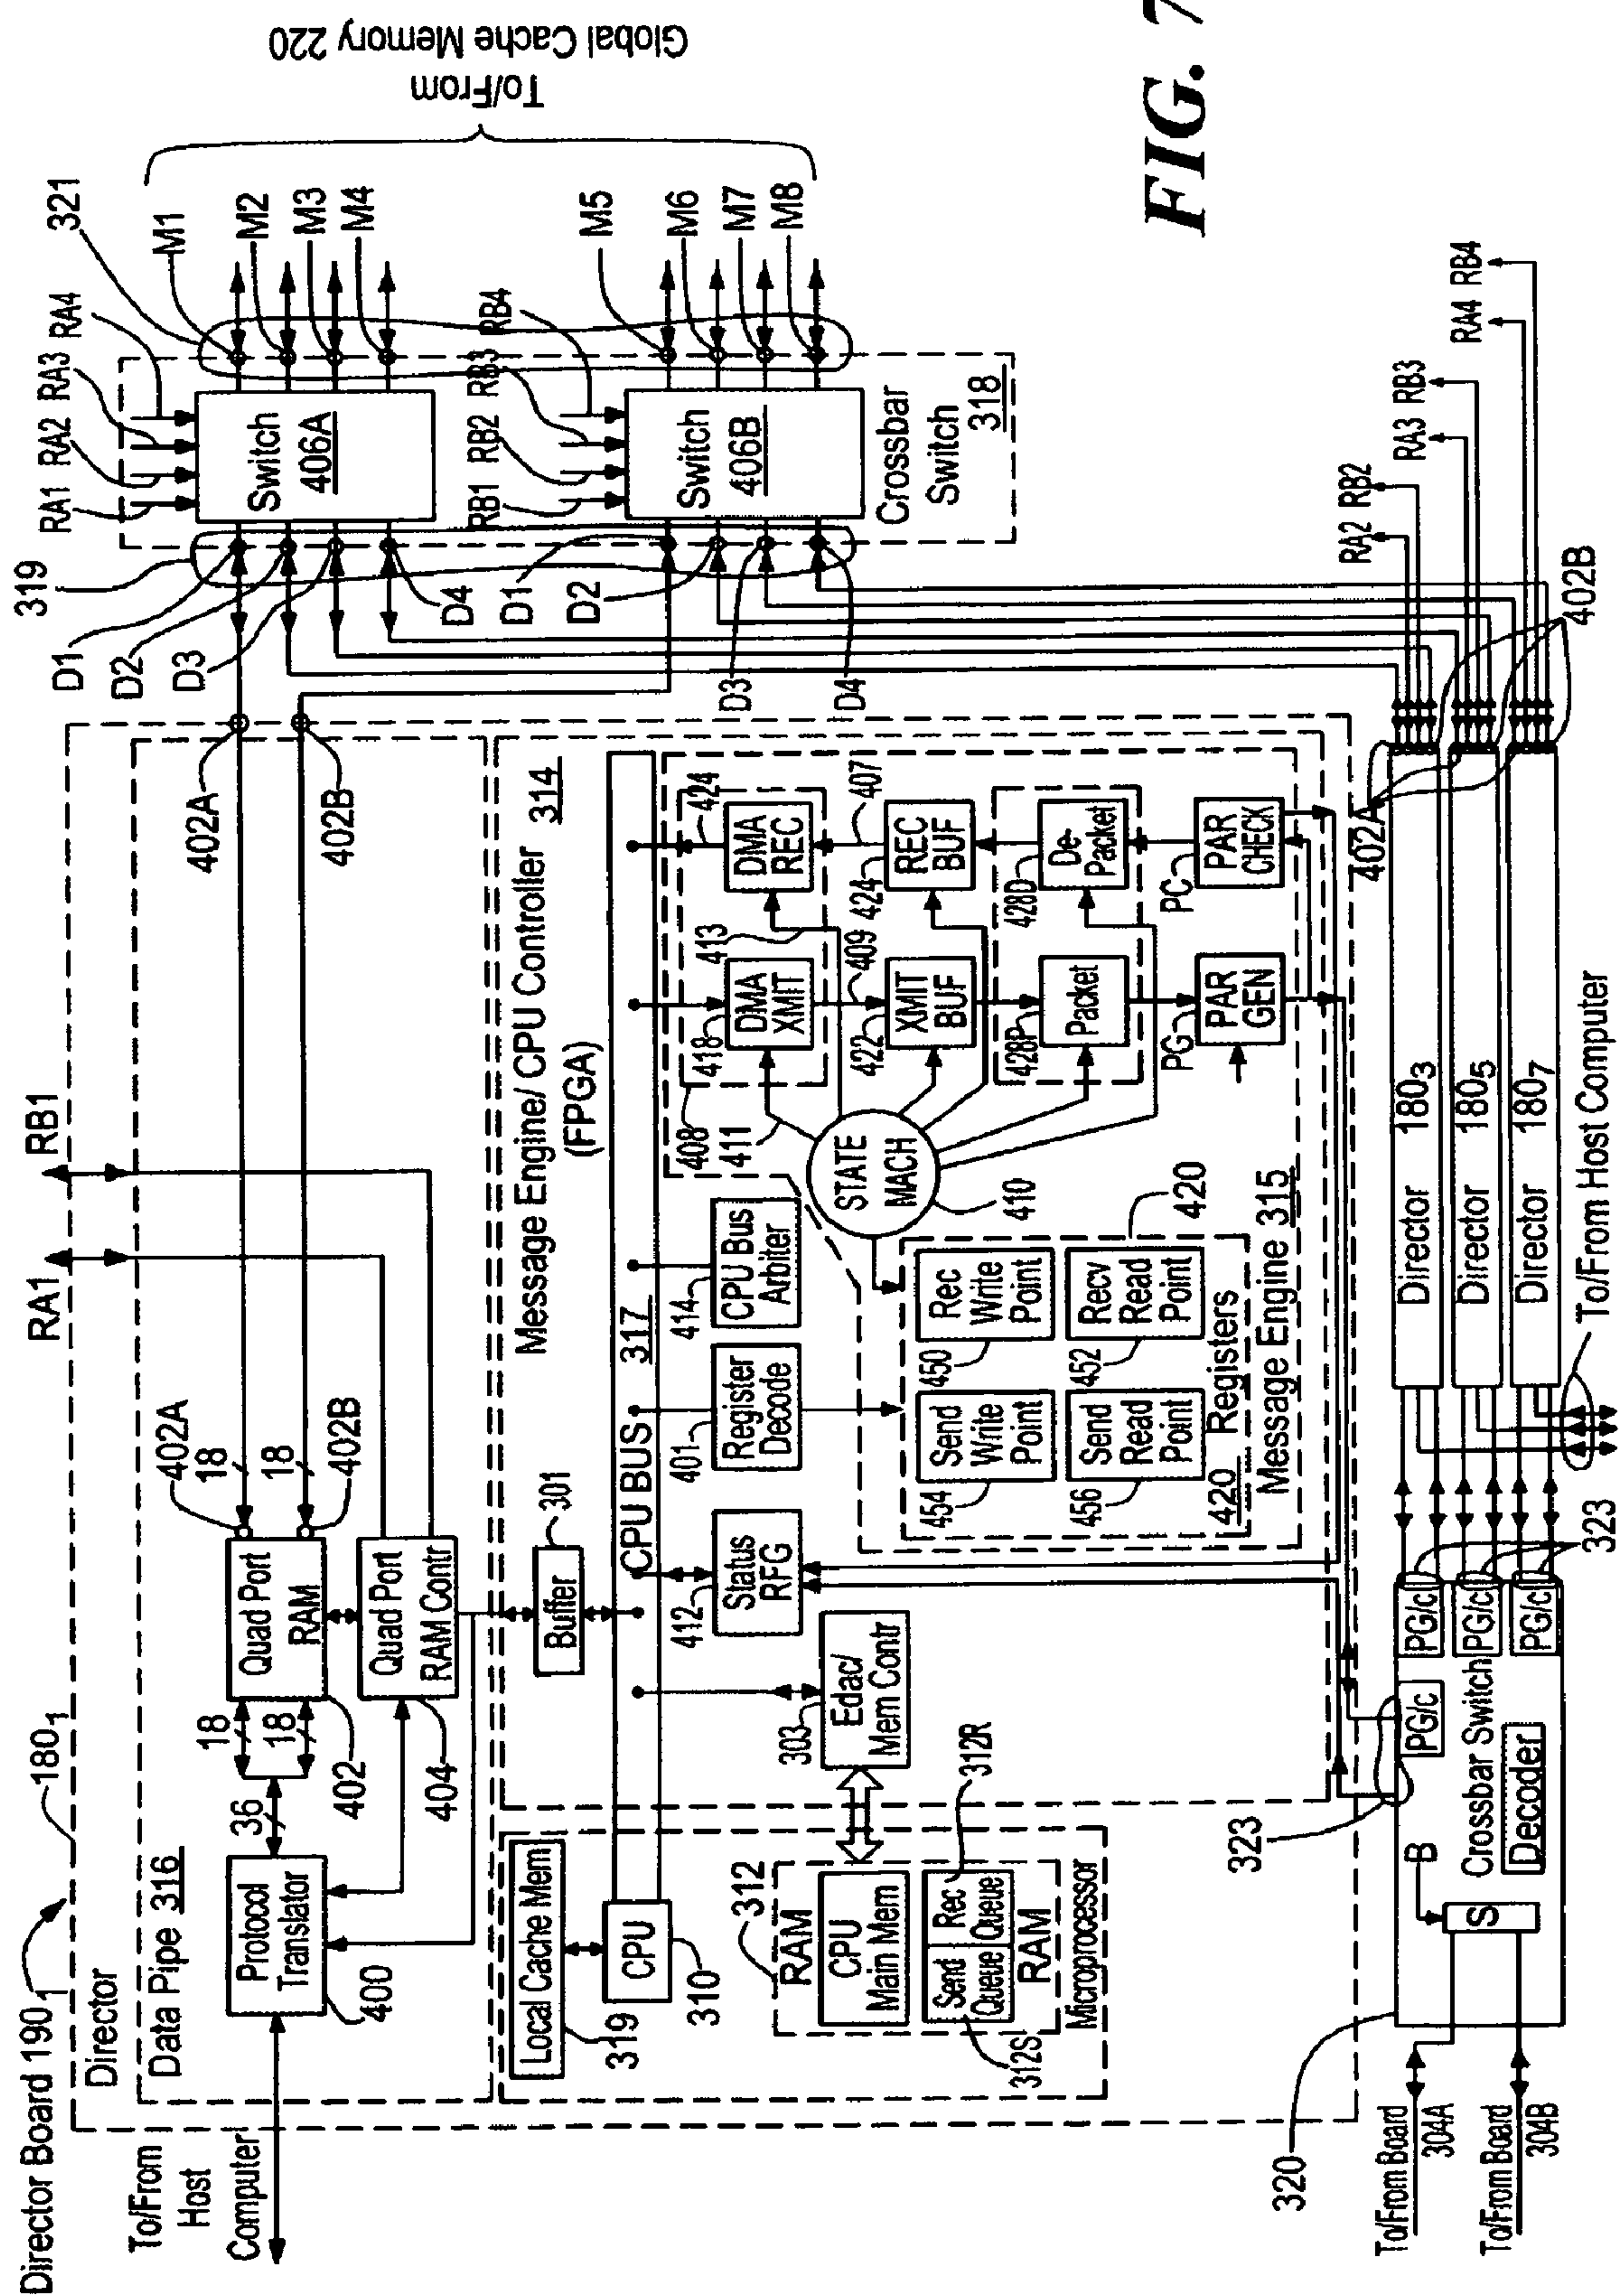 Director Board 190₁
180₁
RA1
RB1
Director
Data Pipe 316
To/From
Host
Computer
Protocol
Translator
400
36
18
18
402
404
Quad Port
RAM
Quad Port
RAM Contr
402A
18
18
402B
402A
402B
319
D1
D2
D3
D4
D1
D2
D3
D4
RA1
RA2
RA3
RA4
Switch
406A
RB1
RB2
RB3
RB4
Switch
406B
Crossbar
Switch
318
321
M1
M2
M3
M4
M5
M6
M7
M8
To/From
Global Cache Memory 220
Message Engine/ CPU Controller
(FPGA)
314
Local Cache Mem
319
CPU
310
Buffer
301
CPU BUS
317
312
RAM
CPU
Main Mem
Send
Queue
Rec
Queue
RAM
Microprocessor
312S
312R
303
Edac/
Mem Contr
412
Status
RFG
401
Register
Decode
414
CPU Bus
Arbiter
408
411
STATE
MACH
410
418
DMA
XMIT
413
DMA
REC
424
409
407
422
XMIT
BUF
424
REC
BUF
428P
Packet
428D
De-
Packet
PG
PAR
GEN
PC
PAR
CHECK
454
Send
Write
Point
450
Rec
Write
Point
456
Send
Read
Point
452
Recv
Read
Point
420
420 Registers
Message Engine 315
320
323
B
S
PG/c
Crossbar Switch
Decoder
PG/c
PG/c
PG/c
323
To/From Board
304A
To/From Board
304B
Director 180₃
Director 180₅
Director 180₇
To/From Host Computer
402A
402B
RA2
RB2
RA3
RB3
RA4
RB4
FIG. 7